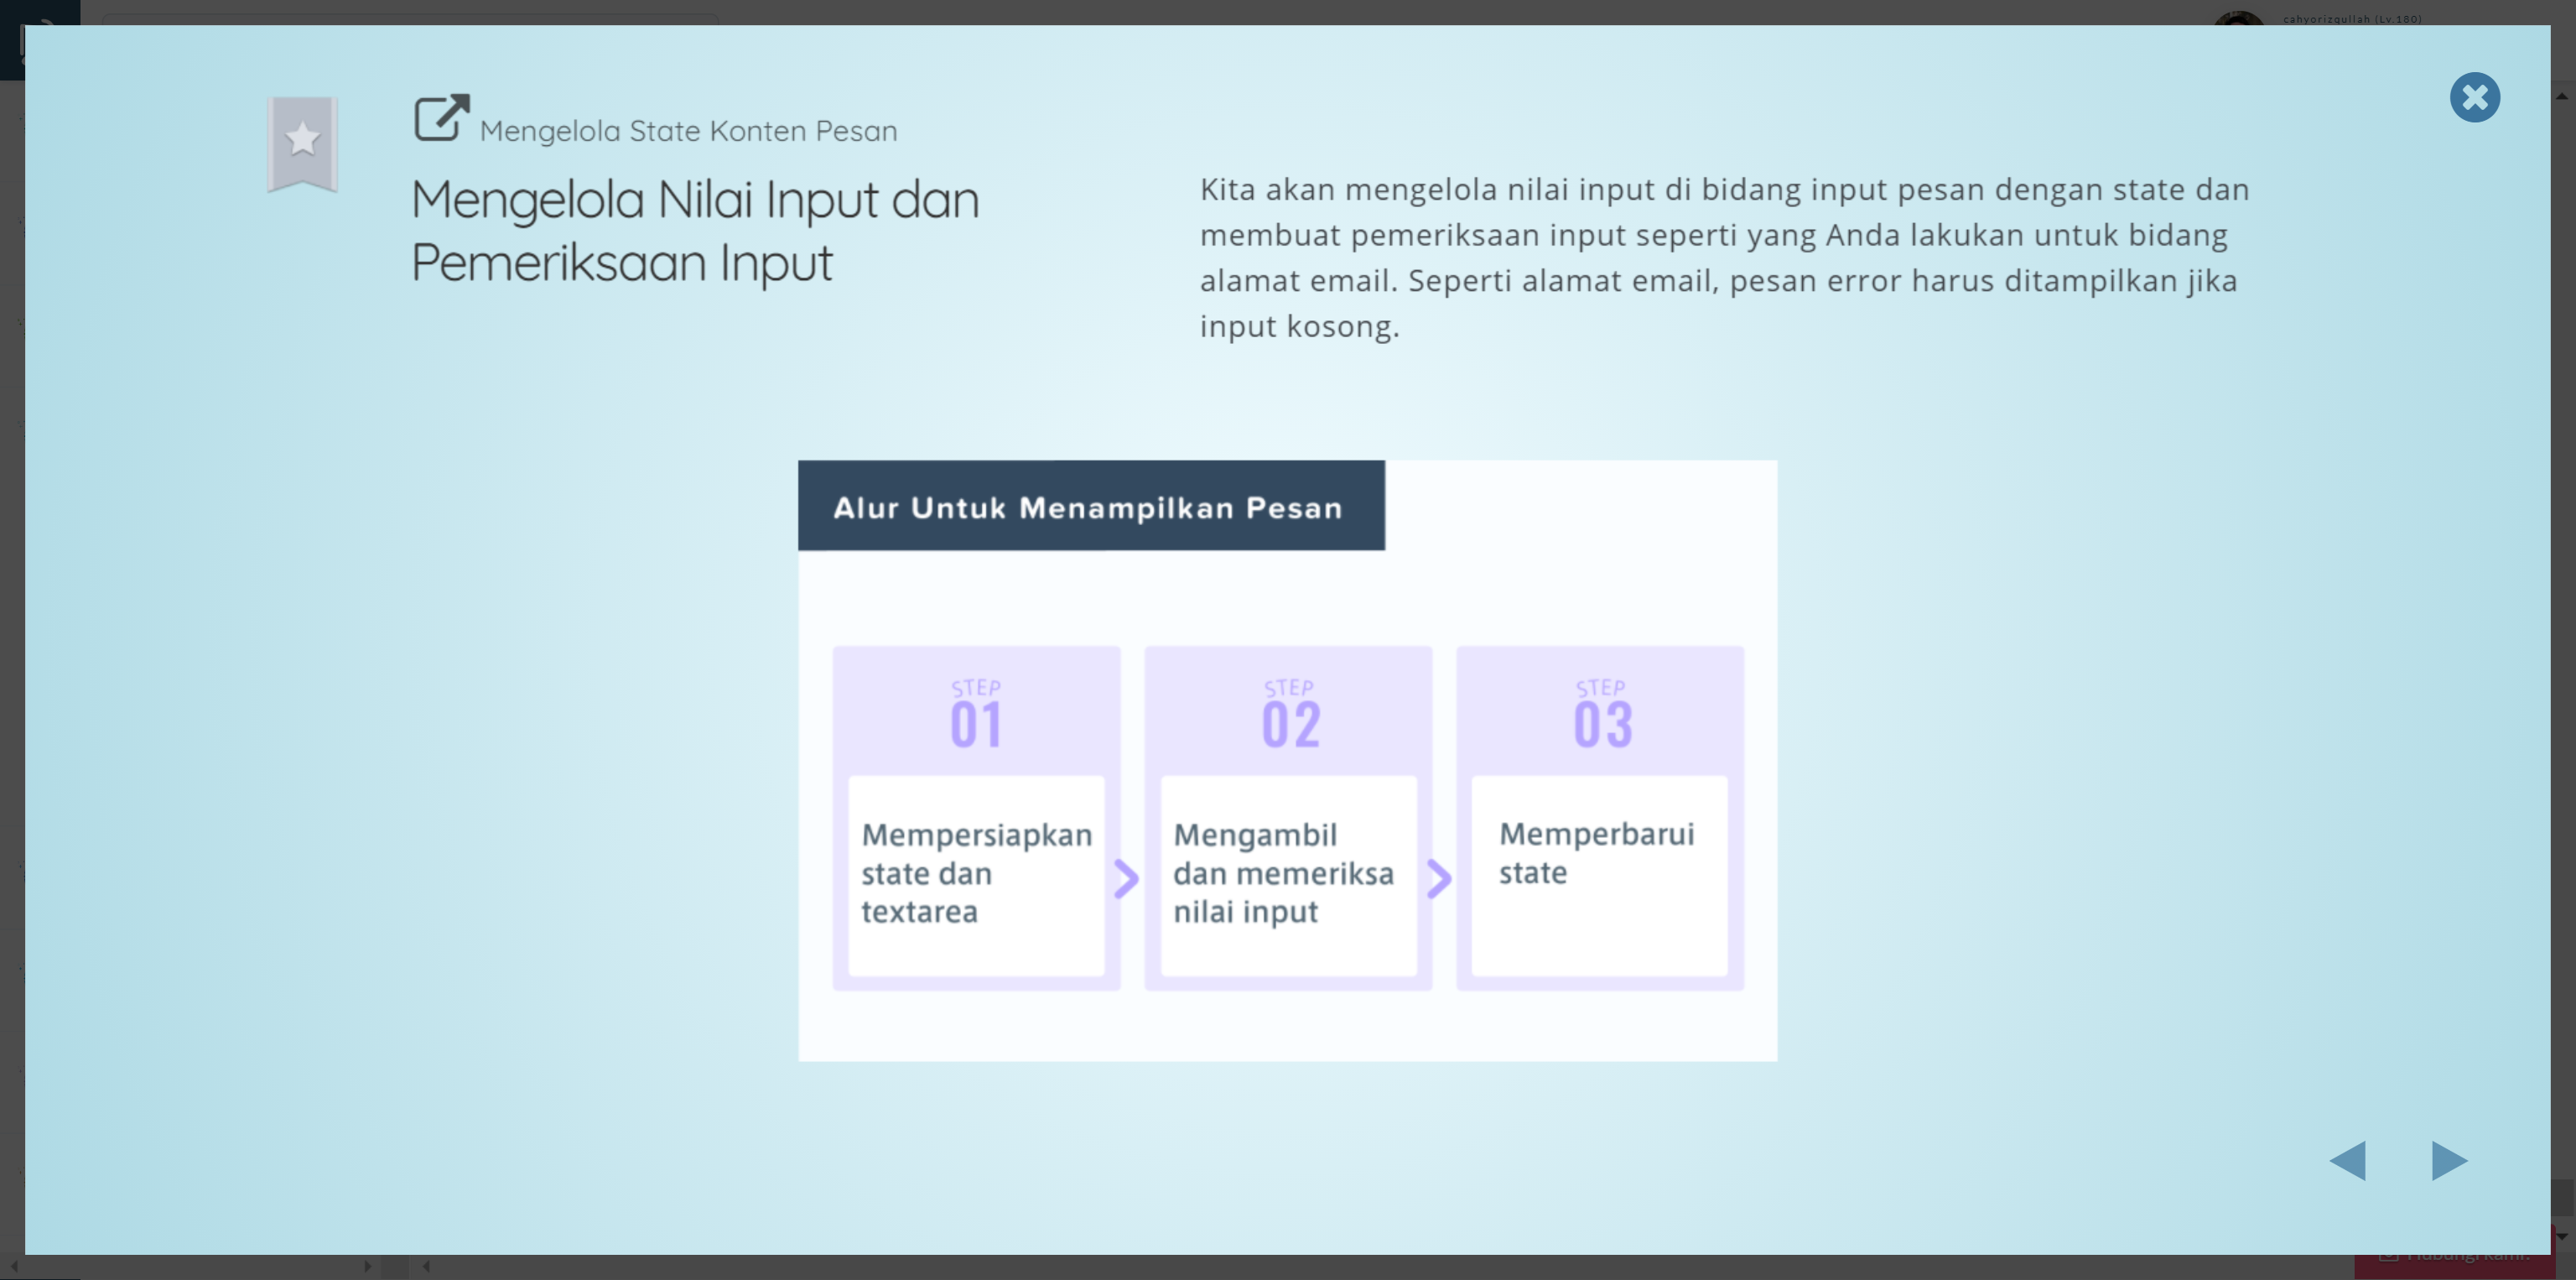 cahyorizqullah (Lv.180)
Mengelola State Konten Pesan
Mengelola Nilai Input dan
Pemeriksaan Input
Kita akan mengelola nilai input di bidang input pesan dengan state dan
membuat pemeriksaan input seperti yang Anda lakukan untuk bidang
alamat email. Seperti alamat email, pesan error harus ditampilkan jika
input kosong.
Alur Untuk Menampilkan Pesan
STEP
01
Mempersiapkan
state dan
textarea
STEP
02
Mengambil
dan memeriksa
nilai input
STEP
03
Memperbarui
state
Hubungi kami!